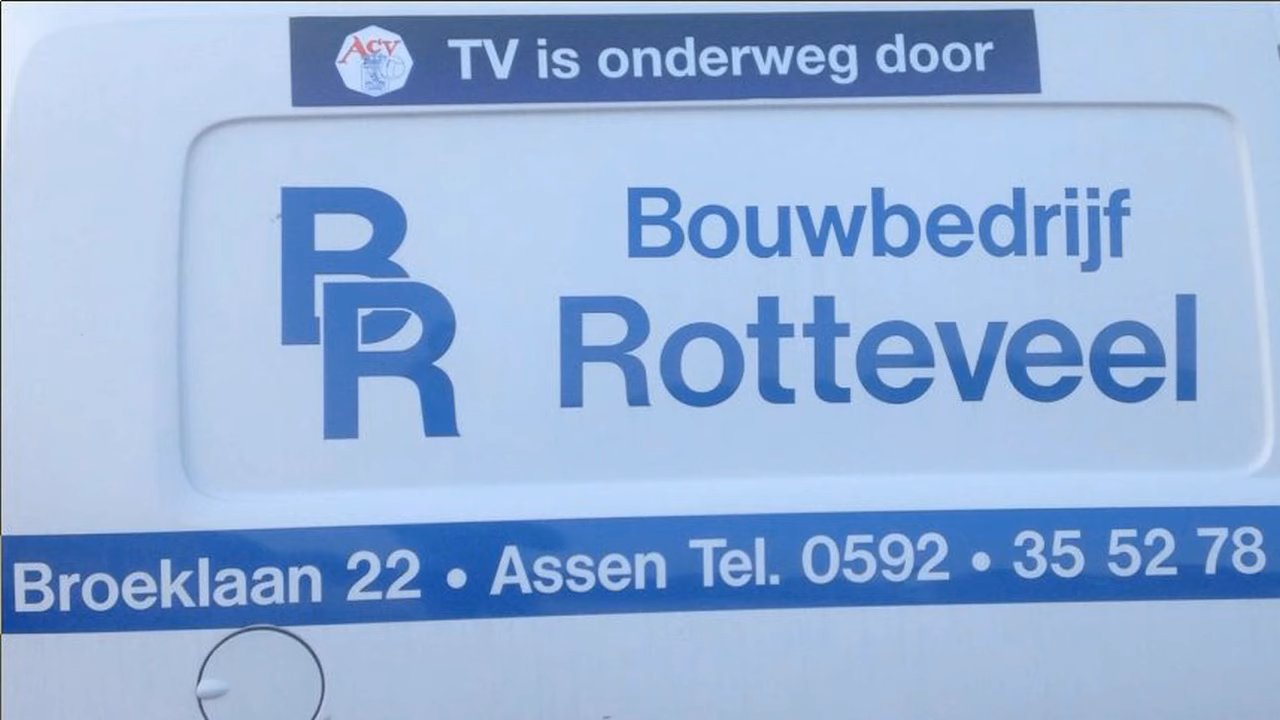 Acv TV is onderweg door
BR
Bouwbedrijf
Rotteveel
Broeklaan 22 • Assen Tel. 0592 • 35 52 78